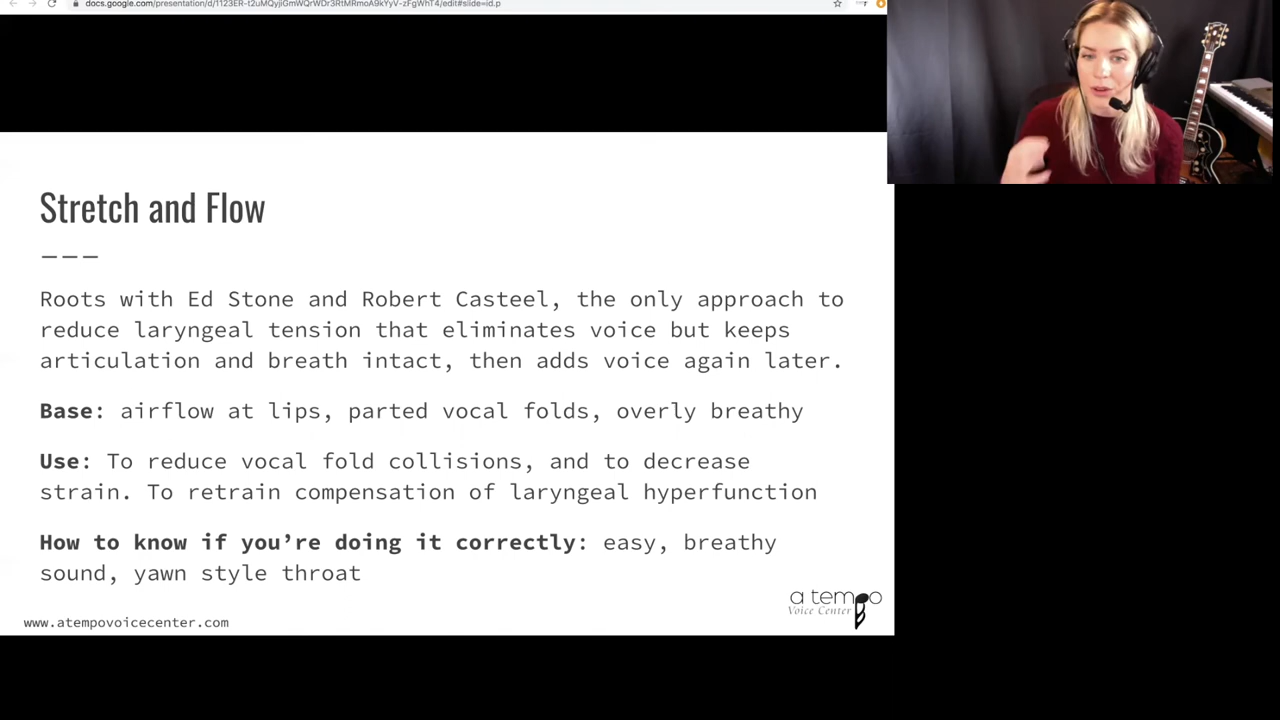 Stretch and Flow
Roots with Ed Stone and Robert Casteel, the only approach to
reduce laryngeal tension that eliminates voice but keeps
articulation and breath intact, then adds voice again later.
Base: airflow at lips, parted vocal folds, overly breathy
Use: To reduce vocal fold collisions, and to decrease
strain. To retrain compensation of laryngeal hyperfunction
How to know if you’re doing it correctly: easy, breathy
sound, yawn style throat
a tempo
Voice Center
www.atempovoicecenter.com